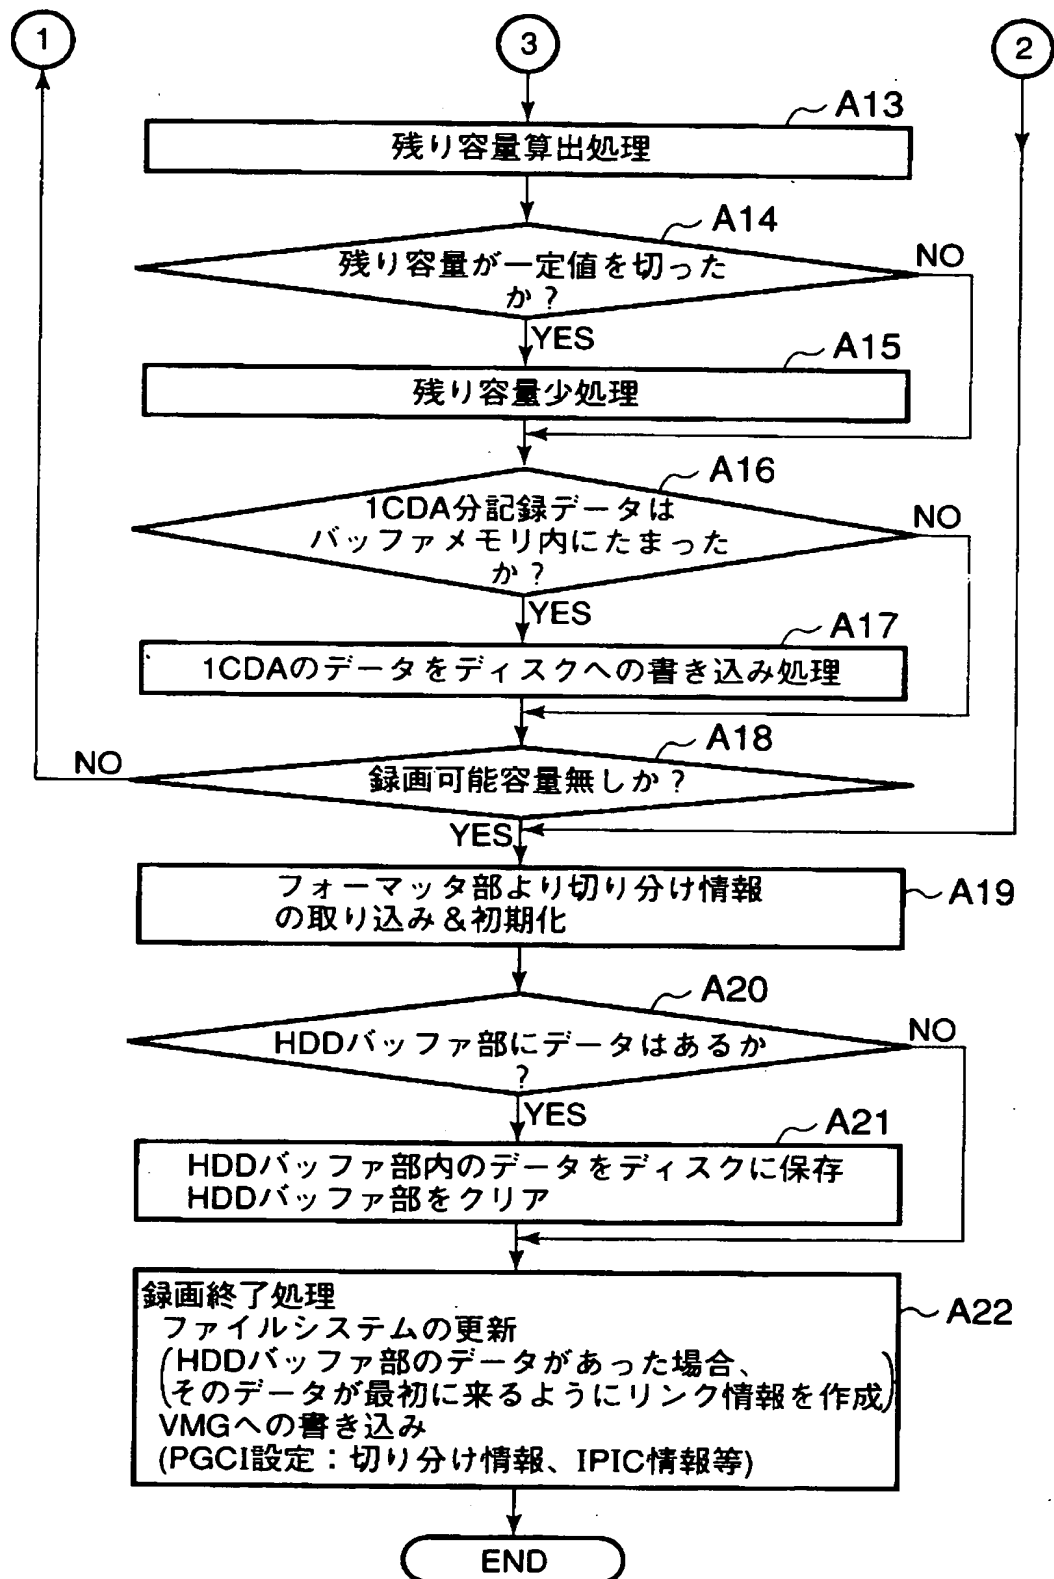 1
3
2
A13
残り容量算出処理
A14
残り容量が一定値を切った
か？
NO
YES
A15
残り容量少処理
A16
1CDA分記録データは
バッファメモリ内にたまった
か？
NO
YES
A17
1CDAのデータをディスクへの書き込み処理
A18
NO
録画可能容量無しか？
YES
フォーマッタ部より切り分け情報
の取り込み＆初期化
A19
A20
HDDバッファ部にデータはあるか
？
NO
YES
A21
HDDバッファ部内のデータをディスクに保存
HDDバッファ部をクリア
A22
録画終了処理
ファイルシステムの更新
(HDDバッファ部のデータがあった場合、
そのデータが最初に来るようにリンク情報を作成)
VMGへの書き込み
(PGCI設定：切り分け情報、IPIC情報等)
END